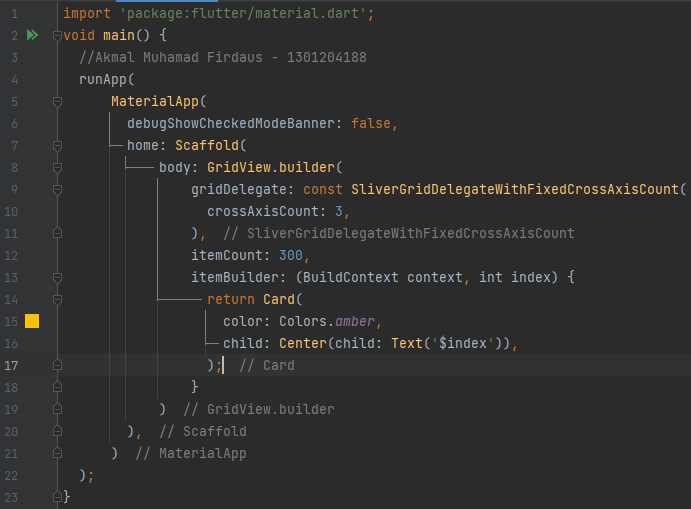 1 import 'package:flutter/material.dart';
2 void main() {
3 //Akmal Muhamad Firdaus - 1301204188
4 runApp(
5 MaterialApp(
6 debugShowCheckedModeBanner: false,
7 home: Scaffold(
8 body: GridView.builder(
9 gridDelegate: const SliverGridDelegateWithFixedCrossAxisCount(
10 crossAxisCount: 3,
11 ), // SliverGridDelegateWithFixedCrossAxisCount
12 itemCount: 300,
13 itemBuilder: (BuildContext context, int index) {
14 return Card(
15 color: Colors.amber,
16 child: Center(child: Text('$index')),
17 ); // Card
18 }
19 ) // GridView.builder
20 ), // Scaffold
21 ) // MaterialApp
22 );
23 }